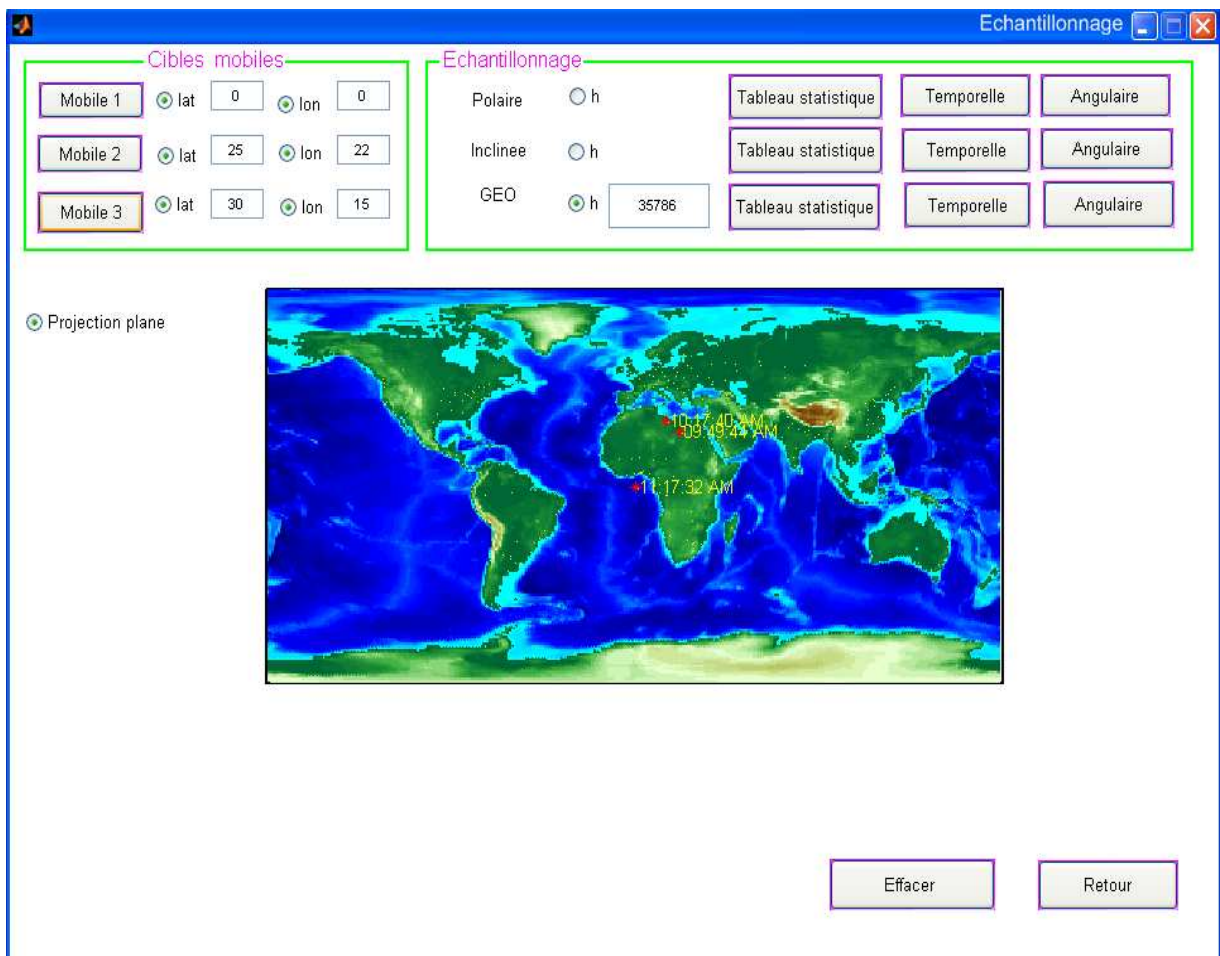 Echantillonnage
Cibles mobiles
Mobile 1 lat 0 lon 0
Mobile 2 lat 25 lon 22
Mobile 3 lat 30 lon 15
Echantillonnage
Polaire h Tableau statistique Temporelle Angulaire
Inclinee h Tableau statistique Temporelle Angulaire
GEO h 35786 Tableau statistique Temporelle Angulaire
Projection plane
10:17:40 AM
09:49:44 AM
11:17:32 AM
Effacer Retour